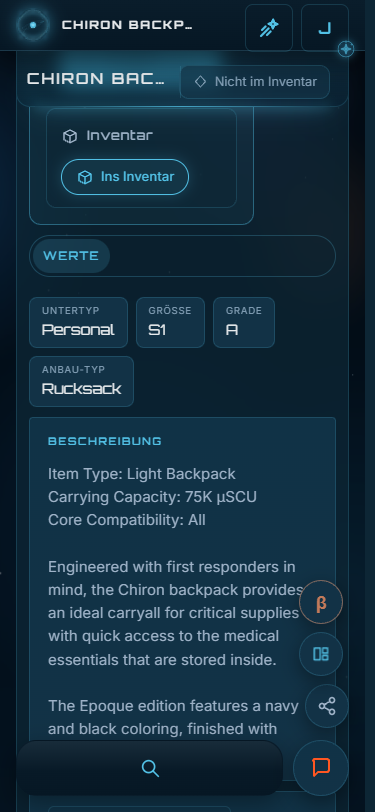 CHIRON BACKP…
CHIRON BAC…
Nicht im Inventar
Inventar
Ins Inventar
WERTE
UNTERTYP
Personal
GRÖSSE
S1
GRADE
A
ANBAU-TYP
Rucksack
BESCHREIBUNG
Item Type: Light Backpack
Carrying Capacity: 75K µSCU
Core Compatibility: All
Engineered with first responders in
mind, the Chiron backpack provides
an ideal carryall for critical supplies
with quick access to the medical
essentials that are stored inside.
The Epoque edition features a navy
and black coloring, finished with
β